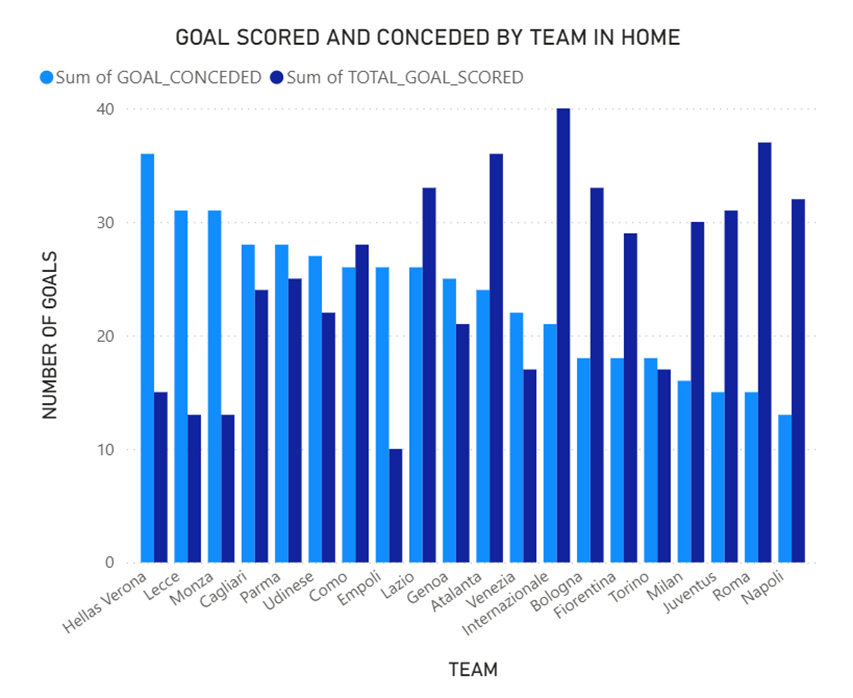 GOAL SCORED AND CONCEDED BY TEAM IN HOME
Sum of GOAL_CONCEDED Sum of TOTAL_GOAL_SCORED
NUMBER OF GOALS
40
30
20
10
0
Hellas Verona
Lecce
Monza
Cagliari
Parma
Udinese
Como
Empoli
Lazio
Genoa
Atalanta
Venezia
Internazionale
Bologna
Fiorentina
Torino
Milan
Juventus
Roma
Napoli
TEAM